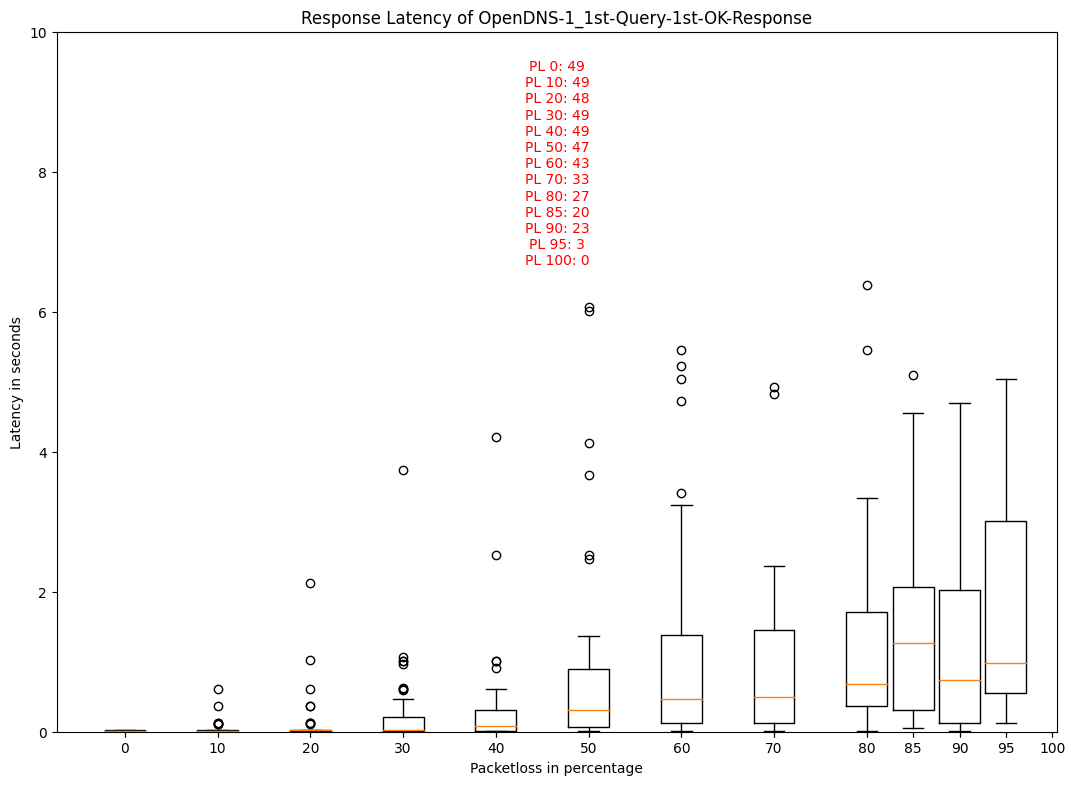 Response Latency of OpenDNS-1_1st-Query-1st-OK-Response
10
8
6
4
2
0
Latency in seconds
PL 0: 49
PL 10: 49
PL 20: 48
PL 30: 49
PL 40: 49
PL 50: 47
PL 60: 43
PL 70: 33
PL 80: 27
PL 85: 20
PL 90: 23
PL 95: 3
PL 100: 0
0 10 20 30 40 50 60 70 80 85 90 95 100
Packetloss in percentage